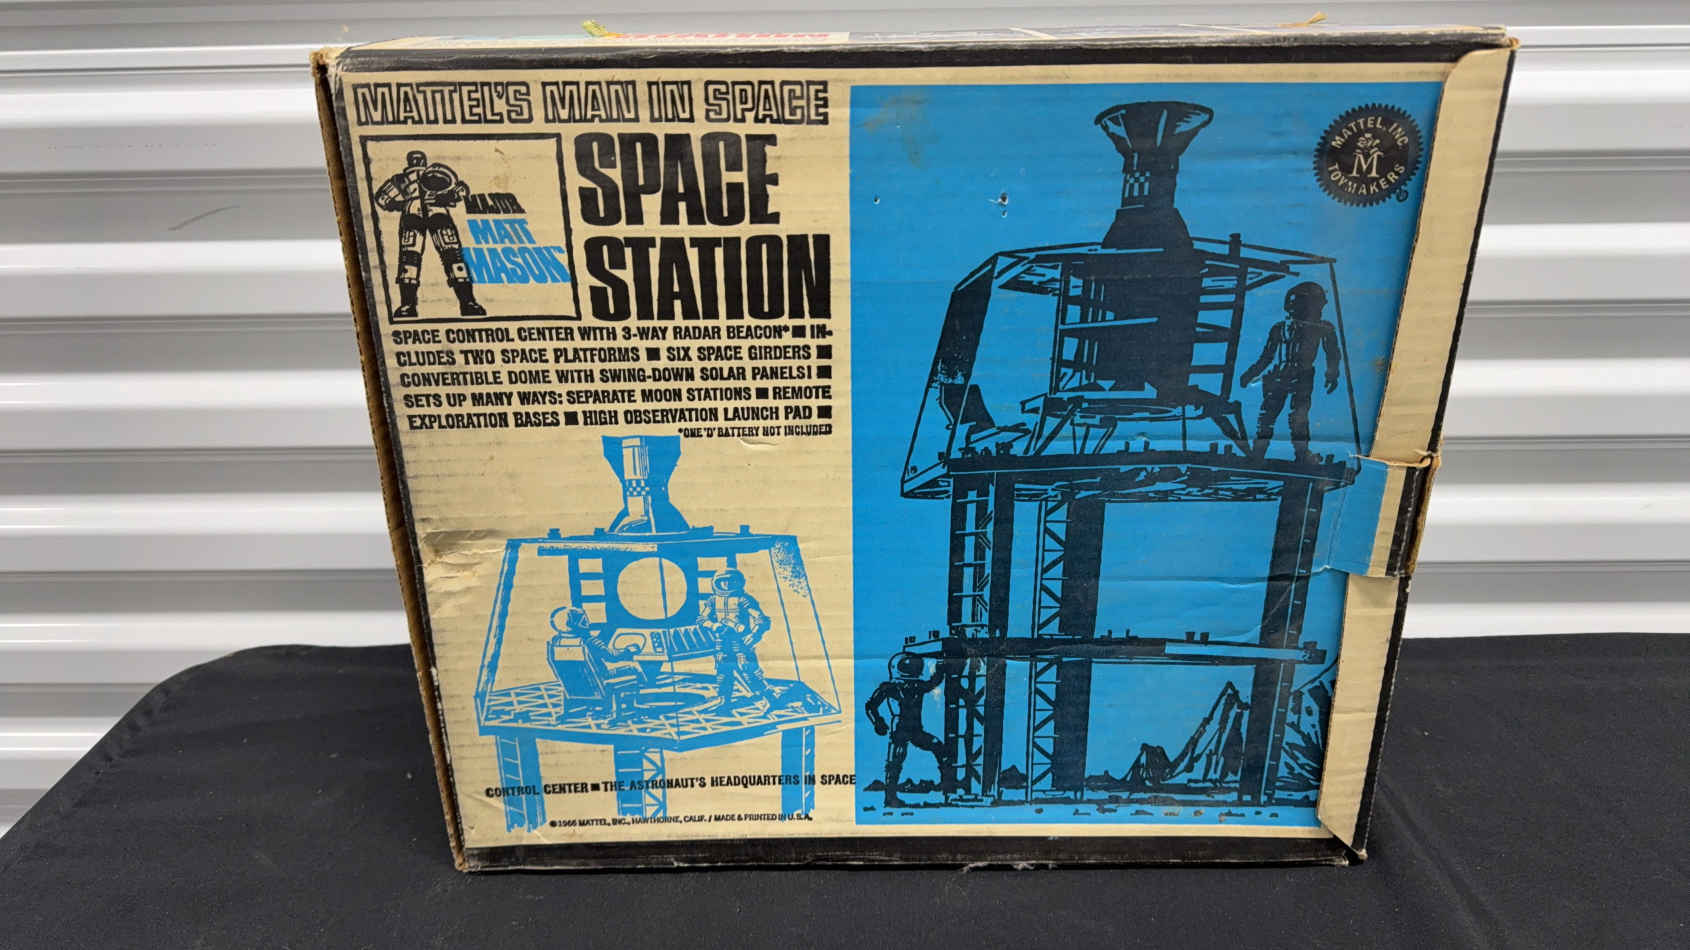 MATTEL'S MAN IN SPACE
MAJOR
MATT
MASON™
SPACE
STATION
SPACE CONTROL CENTER WITH 3-WAY RADAR BEACON* ■ IN-
CLUDES TWO SPACE PLATFORMS ■ SIX SPACE GIRDERS ■
CONVERTIBLE DOME WITH SWING-DOWN SOLAR PANELS! ■
SETS UP MANY WAYS: SEPARATE MOON STATIONS ■ REMOTE
EXPLORATION BASES ■ HIGH OBSERVATION LAUNCH PAD ■
*ONE 'D' BATTERY NOT INCLUDED
CONTROL CENTER ■ THE ASTRONAUT'S HEADQUARTERS IN SPACE
©1966 MATTEL, INC., HAWTHORNE, CALIF. / MADE & PRINTED IN U.S.A.
MATTEL, INC.
M
TOYMAKERS
®